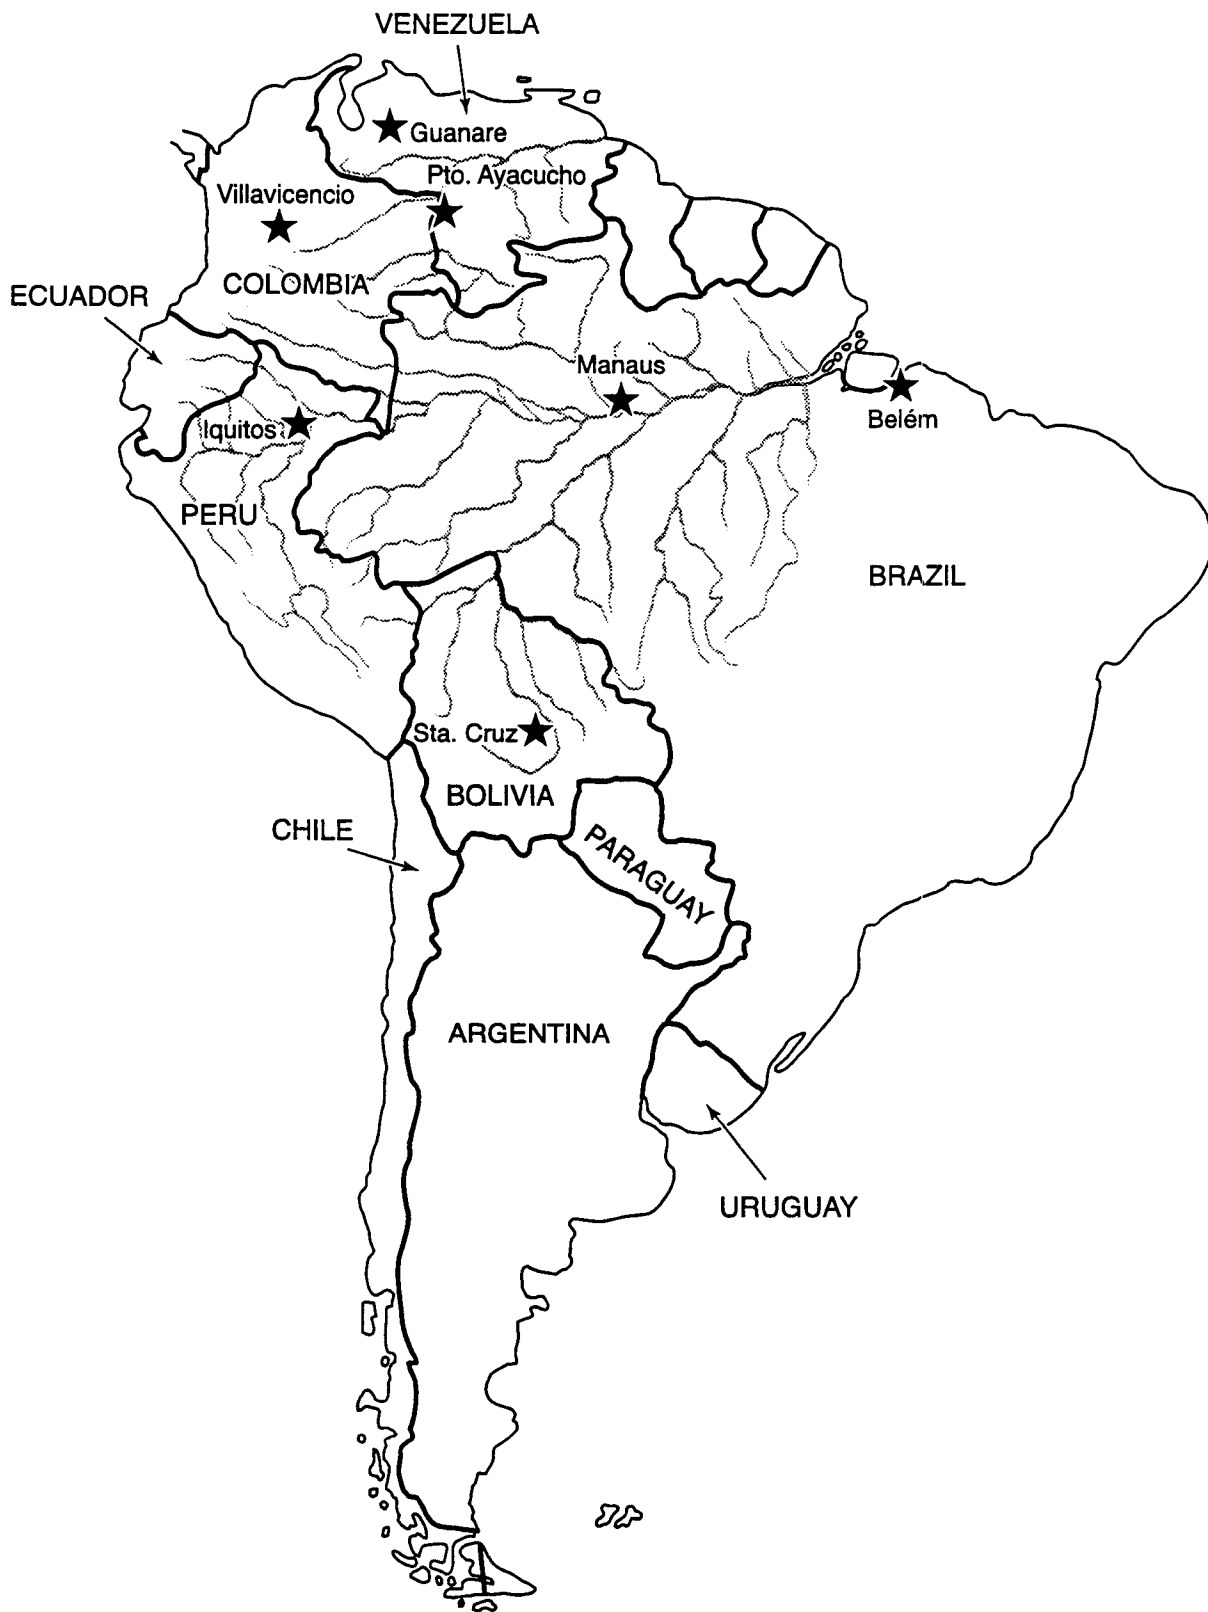 VENEZUELA
Guanare
Pto. Ayacucho
Villavicencio
COLOMBIA
ECUADOR
Manaus
Belém
Iquitos
PERU
BRAZIL
Sta. Cruz
BOLIVIA
CHILE
PARAGUAY
ARGENTINA
URUGUAY